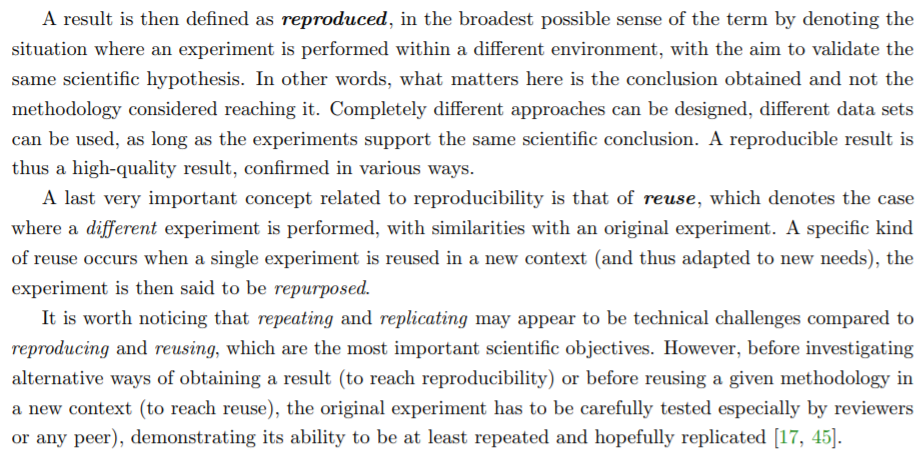 A result is then defined as reproduced, in the broadest possible sense of the term by denoting the
situation where an experiment is performed within a different environment, with the aim to validate the
same scientific hypothesis. In other words, what matters here is the conclusion obtained and not the
methodology considered reaching it. Completely different approaches can be designed, different data sets
can be used, as long as the experiments support the same scientific conclusion. A reproducible result is
thus a high-quality result, confirmed in various ways.
A last very important concept related to reproducibility is that of reuse, which denotes the case
where a different experiment is performed, with similarities with an original experiment. A specific kind
of reuse occurs when a single experiment is reused in a new context (and thus adapted to new needs), the
experiment is then said to be repurposed.
It is worth noticing that repeating and replicating may appear to be technical challenges compared to
reproducing and reusing, which are the most important scientific objectives. However, before investigating
alternative ways of obtaining a result (to reach reproducibility) or before reusing a given methodology in
a new context (to reach reuse), the original experiment has to be carefully tested especially by reviewers
or any peer), demonstrating its ability to be at least repeated and hopefully replicated [17, 45].